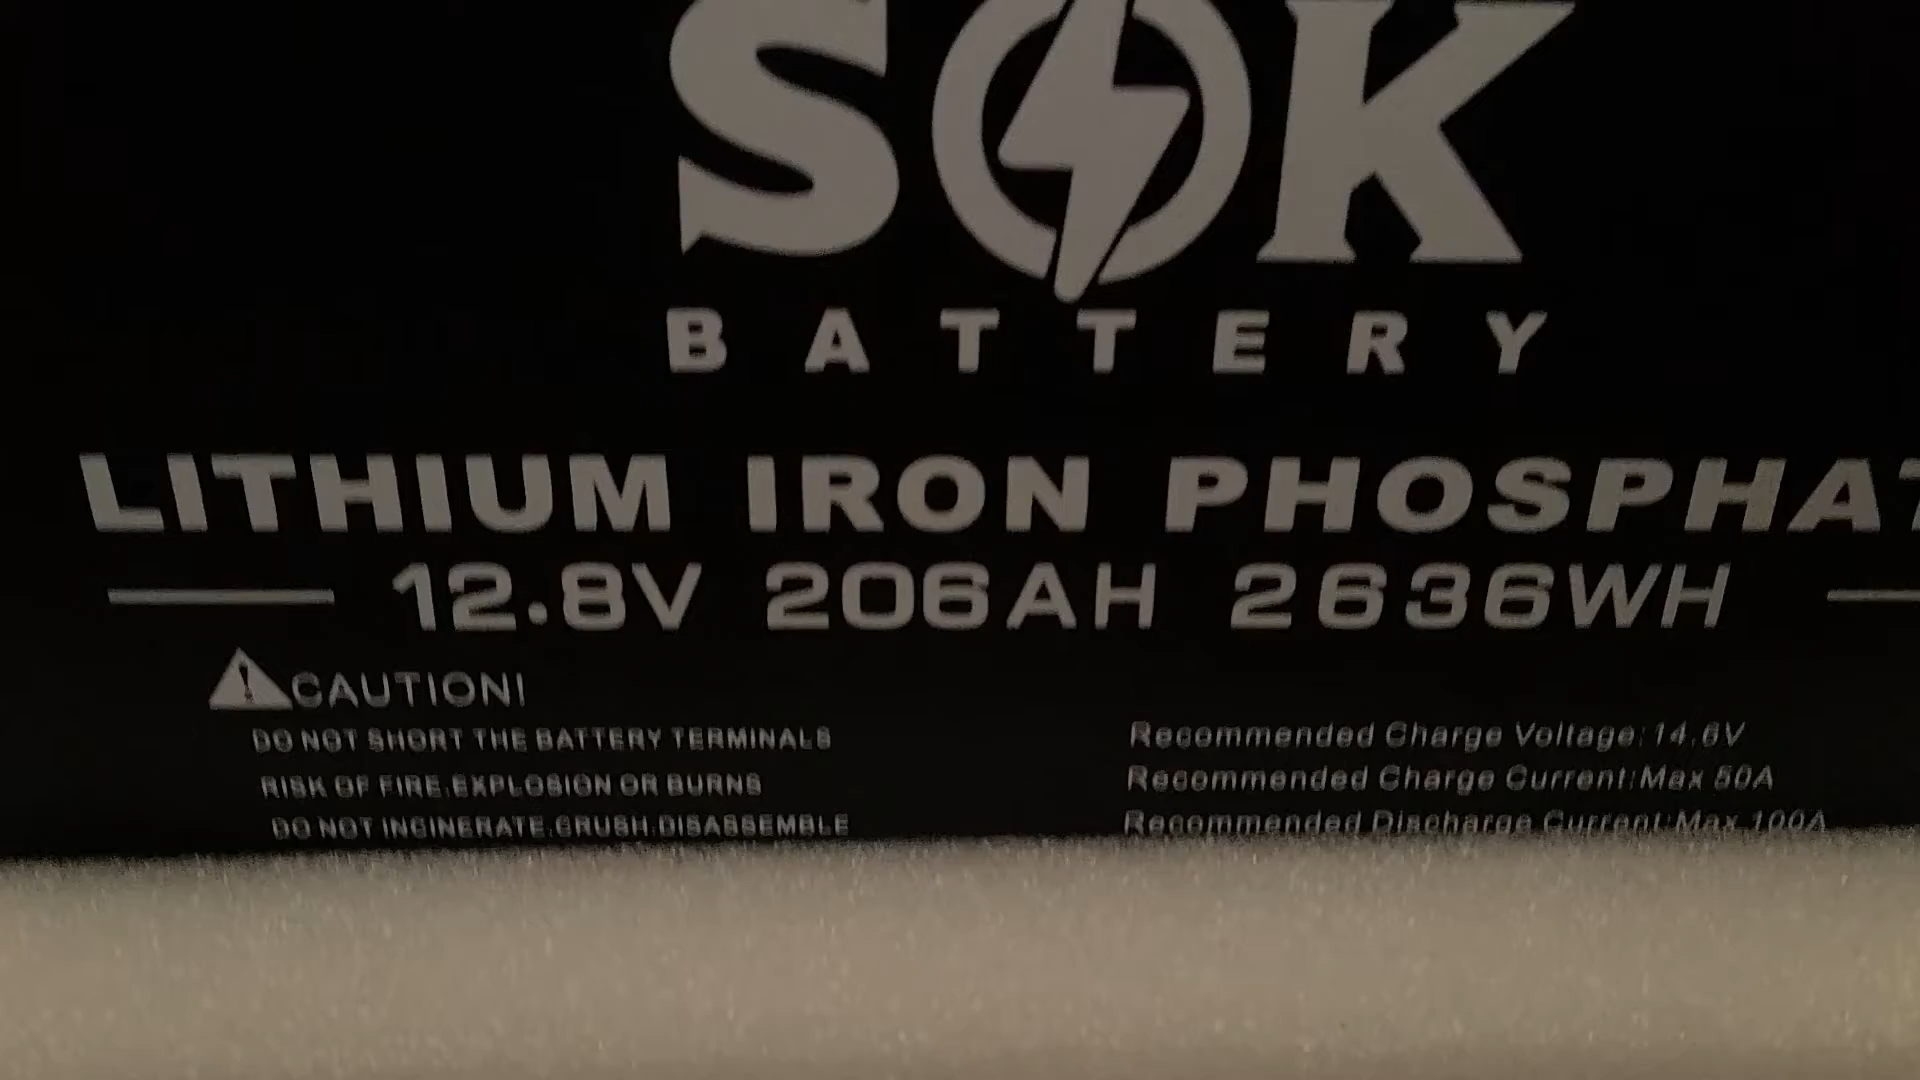 SOK
BATTERY
LITHIUM IRON PHOSPHAT
12.8V 206AH 2636WH
CAUTION!
DO NOT SHORT THE BATTERY TERMINALS
RISK OF FIRE,EXPLOSION OR BURNS
DO NOT INCINERATE,CRUSH,DISASSEMBLE
Recommended Charge Voltage:14.6V
Recommended Charge Current:Max 50A
Recommended Discharge Current:Max 100A